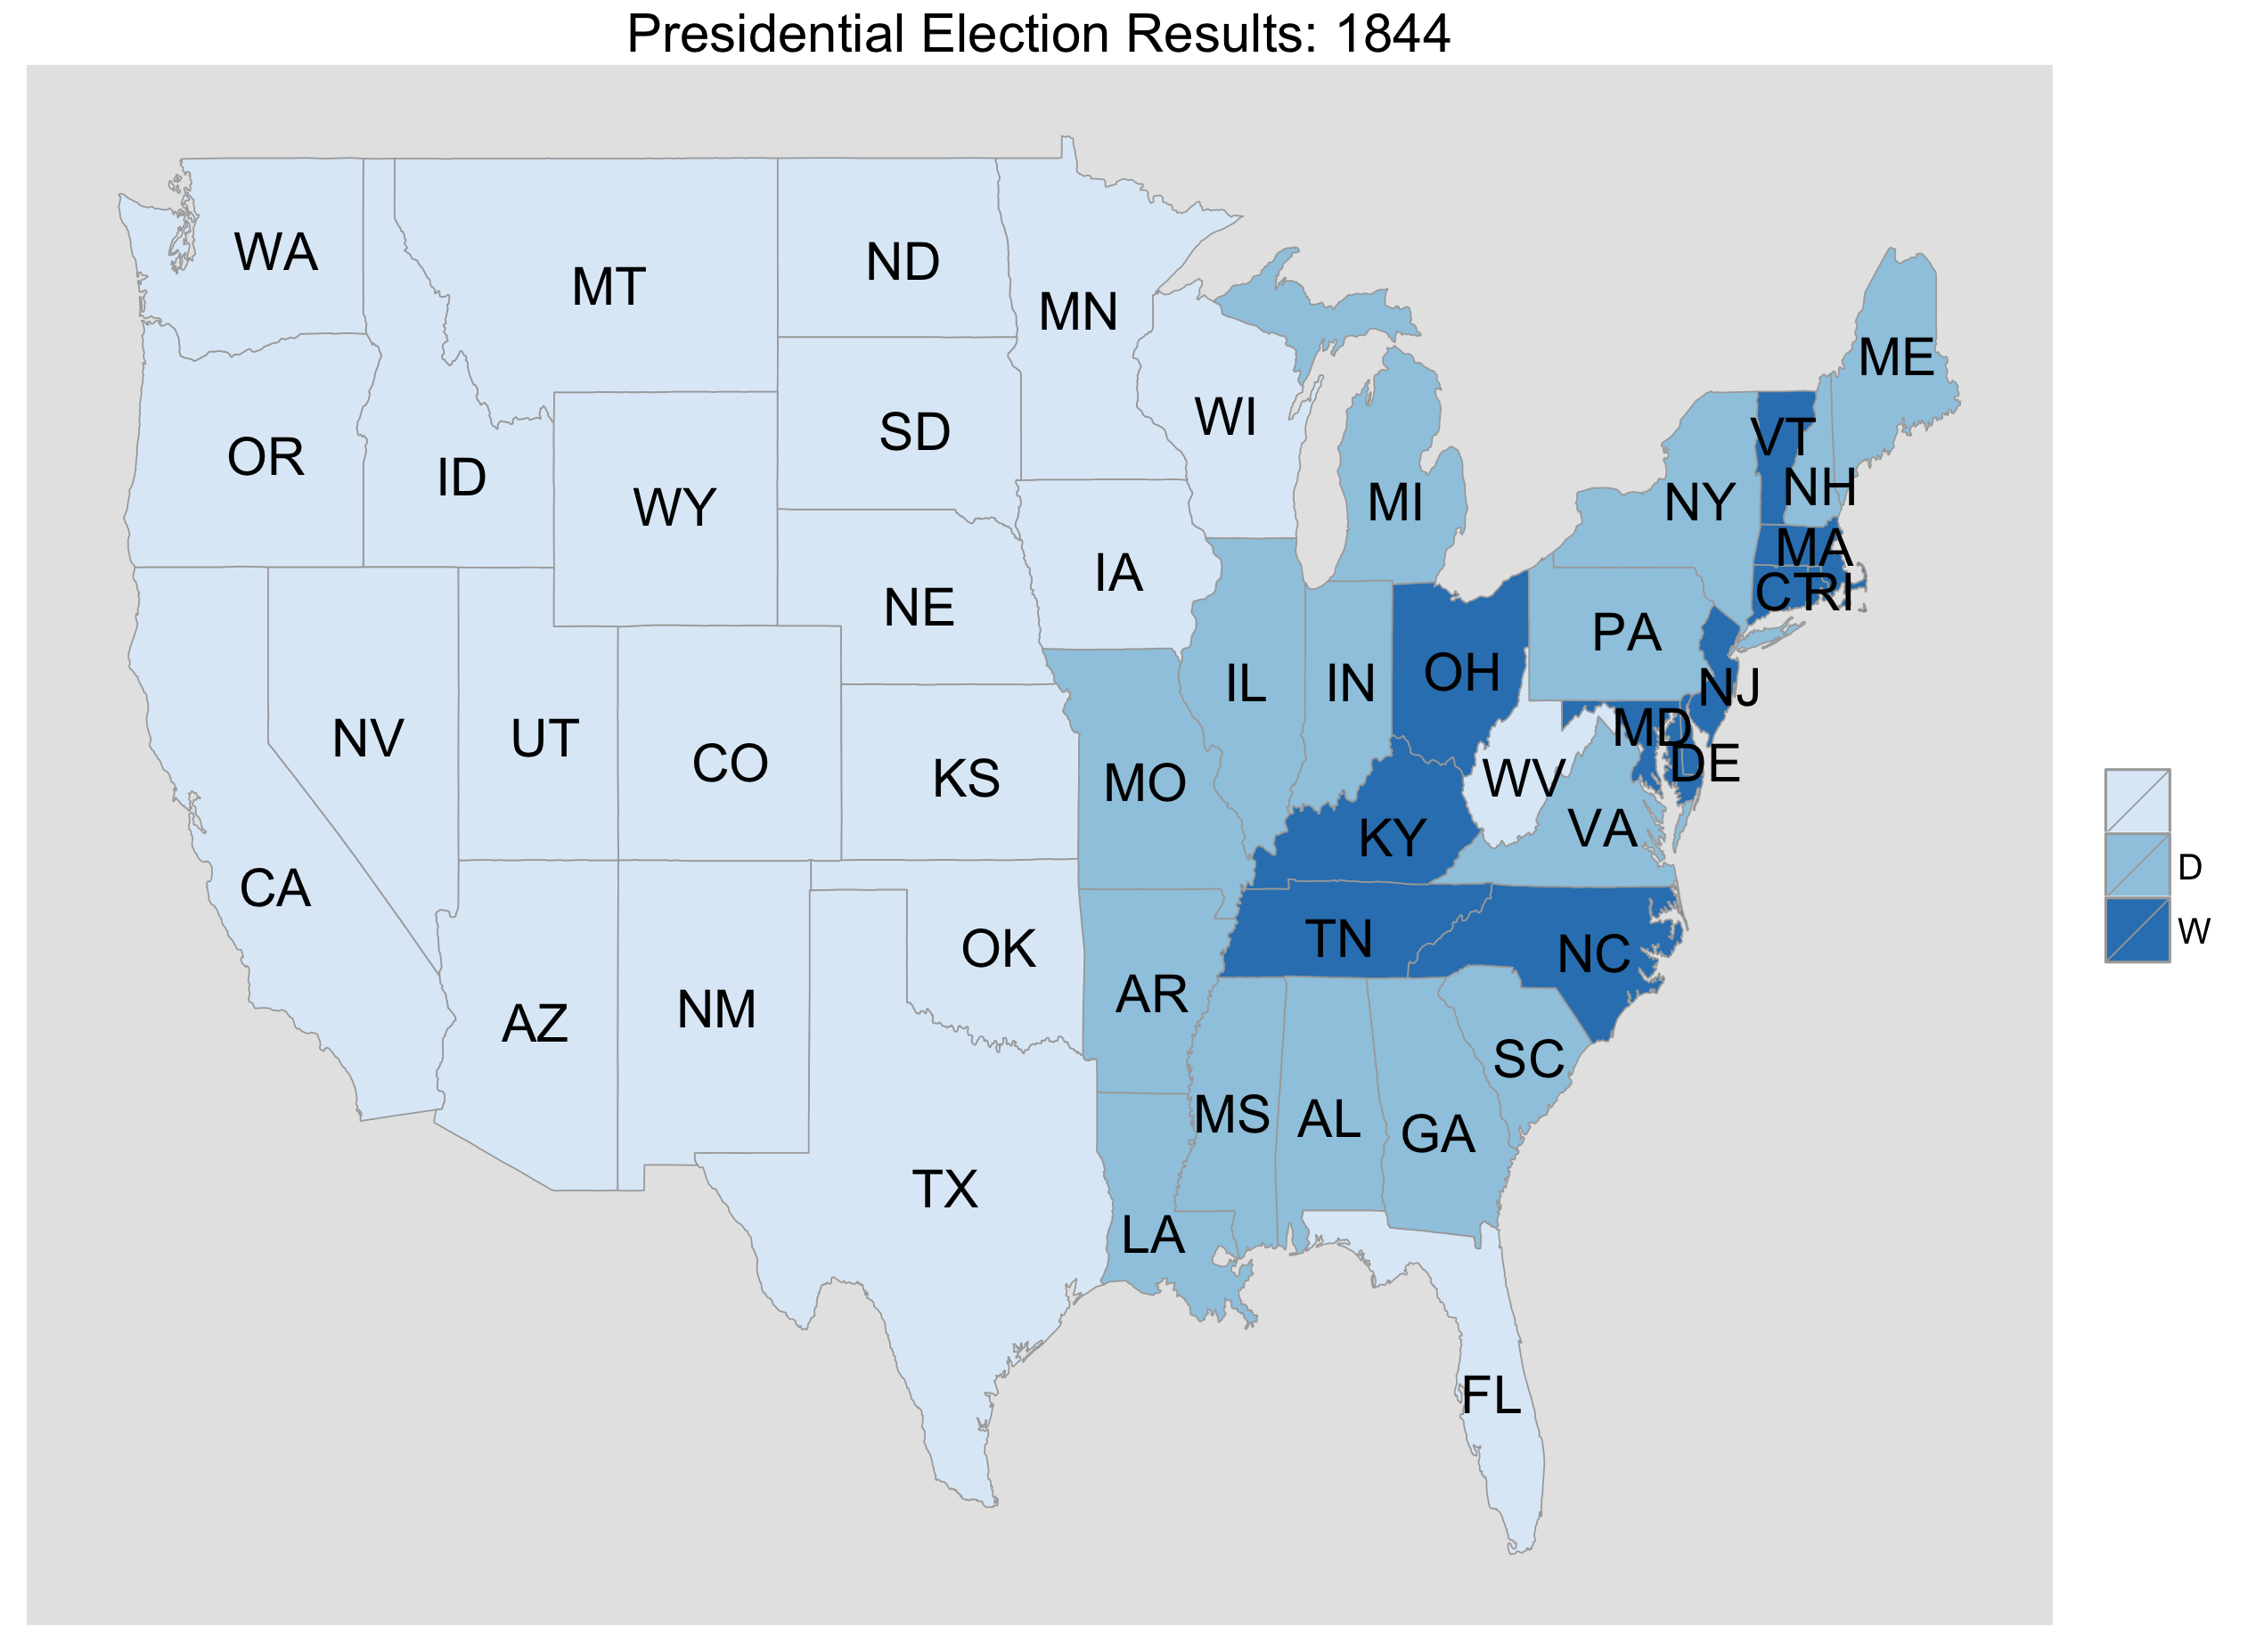 Presidential Election Results: 1844
WA
MT
ND
MN
ME
OR
ID
WY
SD
WI
MI
NY
VT
NH
MA
CT
RI
NE
IA
PA
NV
UT
CO
KS
MO
IL
IN
OH
NJ
MD
DE
WV
VA
KY
CA
D
W
AZ
NM
OK
AR
TN
NC
SC
MS
AL
GA
TX
LA
FL